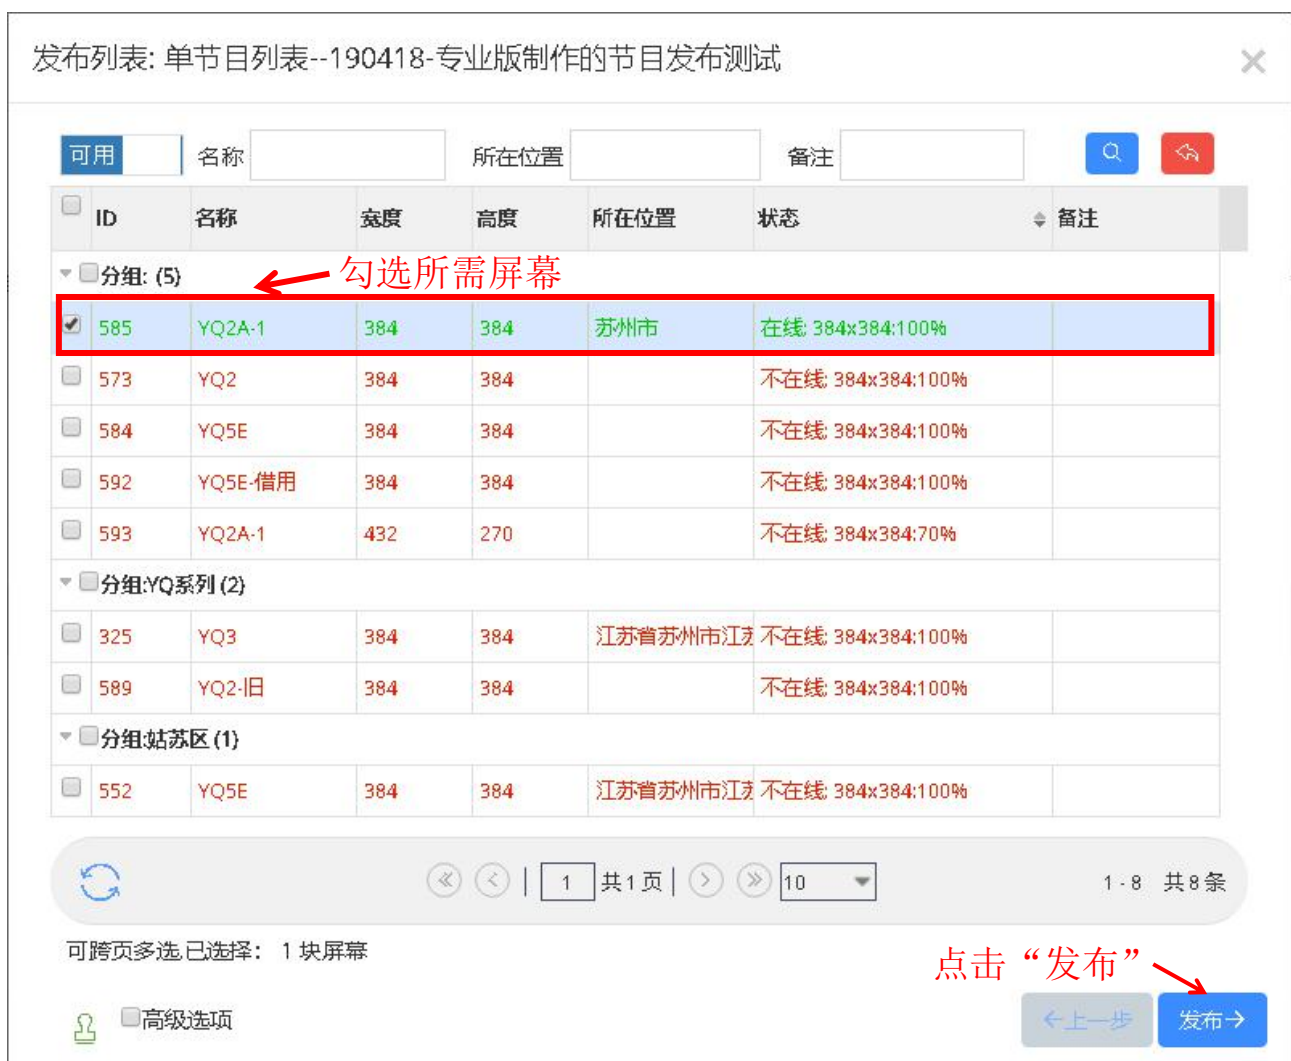 发布列表: 单节目列表--190418-专业版制作的节目发布测试
可用 名称 所在位置 备注
ID 名称 宽度 高度 所在位置 状态 备注
分组: (5)
勾选所需屏幕
585 YQ2A-1 384 384 苏州市 在线; 384x384:100%
573 YQ2 384 384 不在线; 384x384:100%
584 YQ5E 384 384 不在线; 384x384:100%
592 YQ5E-借用 384 384 不在线; 384x384:100%
593 YQ2A-1 432 270 不在线; 384x384:70%
分组:YQ系列 (2)
325 YQ3 384 384 江苏省苏州市江苏 不在线; 384x384:100%
589 YQ2-旧 384 384 不在线; 384x384:100%
分组:姑苏区 (1)
552 YQ5E 384 384 江苏省苏州市江苏 不在线; 384x384:100%
1 共1页 10 1 - 8 共8条
可跨页多选,已选择： 1 块屏幕
点击“发布”
高级选项 上一步 发布